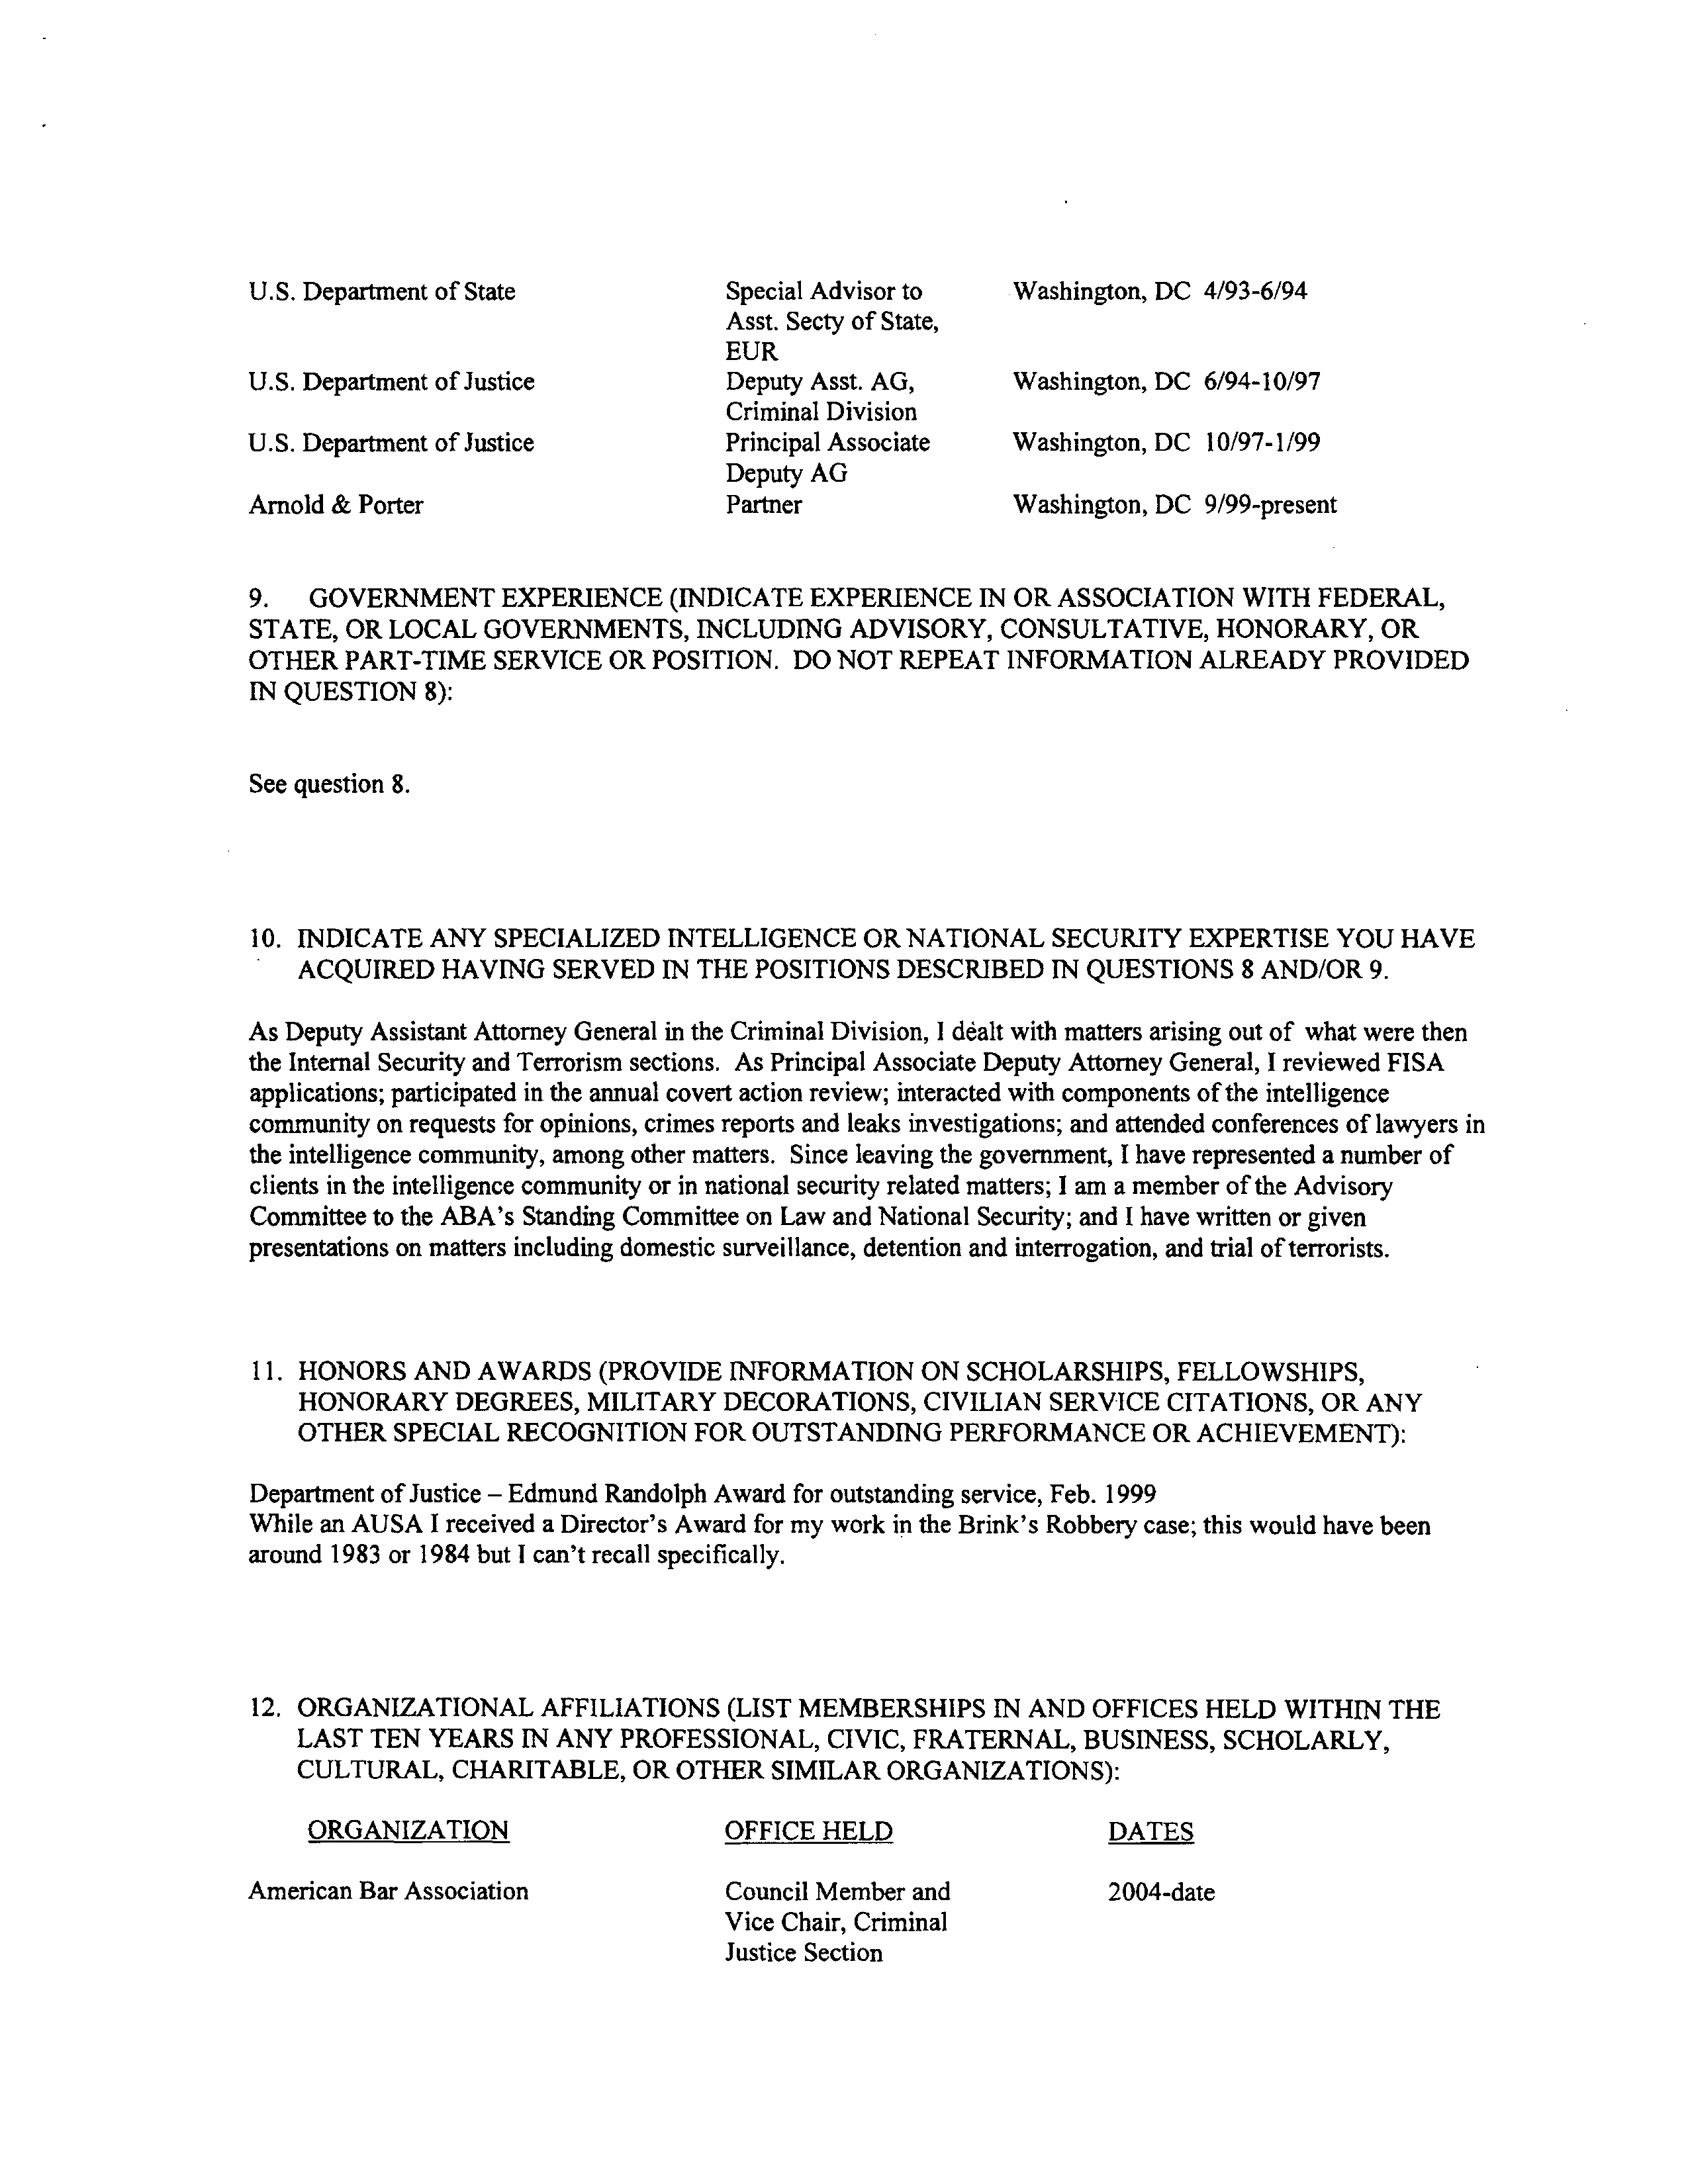 U.S. Department of State Special Advisor to Washington, DC 4/93-6/94
Asst. Secty of State,
EUR
U.S. Department of Justice Deputy Asst. AG, Washington, DC 6/94-10/97
Criminal Division
U.S. Department of Justice Principal Associate Washington, DC 10/97-1/99
Deputy AG
Arnold & Porter Partner Washington, DC 9/99-present
9. GOVERNMENT EXPERIENCE (INDICATE EXPERIENCE IN OR ASSOCIATION WITH FEDERAL,
STATE, OR LOCAL GOVERNMENTS, INCLUDING ADVISORY, CONSULTATIVE, HONORARY, OR
OTHER PART-TIME SERVICE OR POSITION. DO NOT REPEAT INFORMATION ALREADY PROVIDED
IN QUESTION 8):
See question 8.
10. INDICATE ANY SPECIALIZED INTELLIGENCE OR NATIONAL SECURITY EXPERTISE YOU HAVE
ACQUIRED HAVING SERVED IN THE POSITIONS DESCRIBED IN QUESTIONS 8 AND/OR 9.
As Deputy Assistant Attorney General in the Criminal Division, I dealt with matters arising out of what were then
the Internal Security and Terrorism sections. As Principal Associate Deputy Attorney General, I reviewed FISA
applications; participated in the annual covert action review; interacted with components of the intelligence
community on requests for opinions, crimes reports and leaks investigations; and attended conferences of lawyers in
the intelligence community, among other matters. Since leaving the government, I have represented a number of
clients in the intelligence community or in national security related matters; I am a member of the Advisory
Committee to the ABA's Standing Committee on Law and National Security; and I have written or given
presentations on matters including domestic surveillance, detention and interrogation, and trial of terrorists.
11. HONORS AND AWARDS (PROVIDE INFORMATION ON SCHOLARSHIPS, FELLOWSHIPS,
HONORARY DEGREES, MILITARY DECORATIONS, CIVILIAN SERVICE CITATIONS, OR ANY
OTHER SPECIAL RECOGNITION FOR OUTSTANDING PERFORMANCE OR ACHIEVEMENT):
Department of Justice – Edmund Randolph Award for outstanding service, Feb. 1999
While an AUSA I received a Director's Award for my work in the Brink's Robbery case; this would have been
around 1983 or 1984 but I can't recall specifically.
12. ORGANIZATIONAL AFFILIATIONS (LIST MEMBERSHIPS IN AND OFFICES HELD WITHIN THE
LAST TEN YEARS IN ANY PROFESSIONAL, CIVIC, FRATERNAL, BUSINESS, SCHOLARLY,
CULTURAL, CHARITABLE, OR OTHER SIMILAR ORGANIZATIONS):
ORGANIZATION OFFICE HELD DATES
American Bar Association Council Member and 2004-date
Vice Chair, Criminal
Justice Section